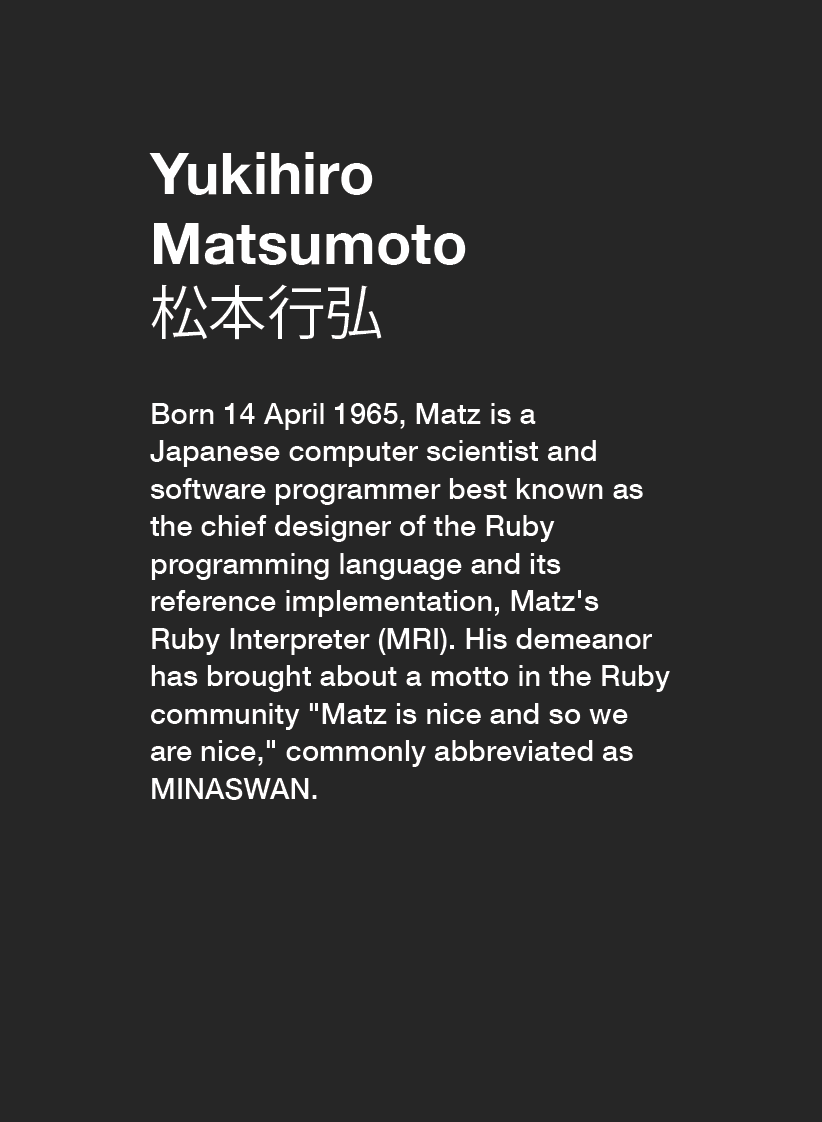 Yukihiro
Matsumoto
松本行弘
Born 14 April 1965, Matz is a
Japanese computer scientist and
software programmer best known as
the chief designer of the Ruby
programming language and its
reference implementation, Matz's
Ruby Interpreter (MRI). His demeanor
has brought about a motto in the Ruby
community "Matz is nice and so we
are nice," commonly abbreviated as
MINASWAN.